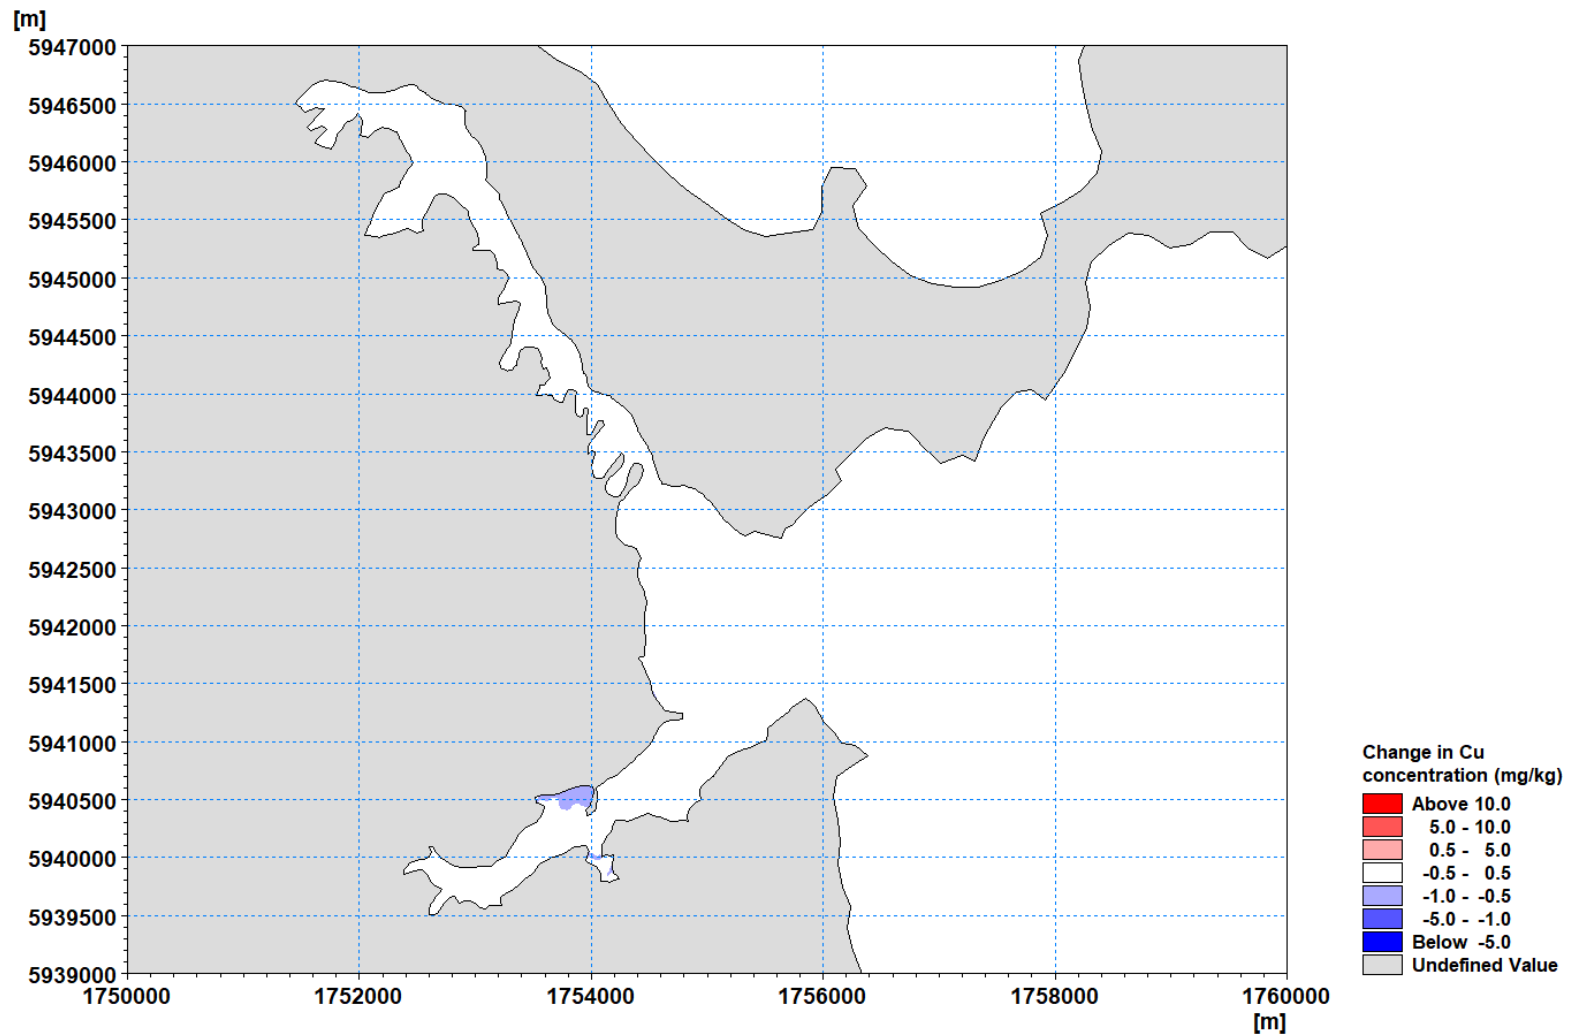 [m]
5947000
5946500
5946000
5945500
5945000
5944500
5944000
5943500
5943000
5942500
5942000
5941500
5941000
5940500
5940000
5939500
5939000
1750000 1752000 1754000 1756000 1758000 1760000
[m]
Change in Cu
concentration (mg/kg)
Above 10.0
5.0 - 10.0
0.5 - 5.0
-0.5 - 0.5
-1.0 - -0.5
-5.0 - -1.0
Below -5.0
Undefined Value